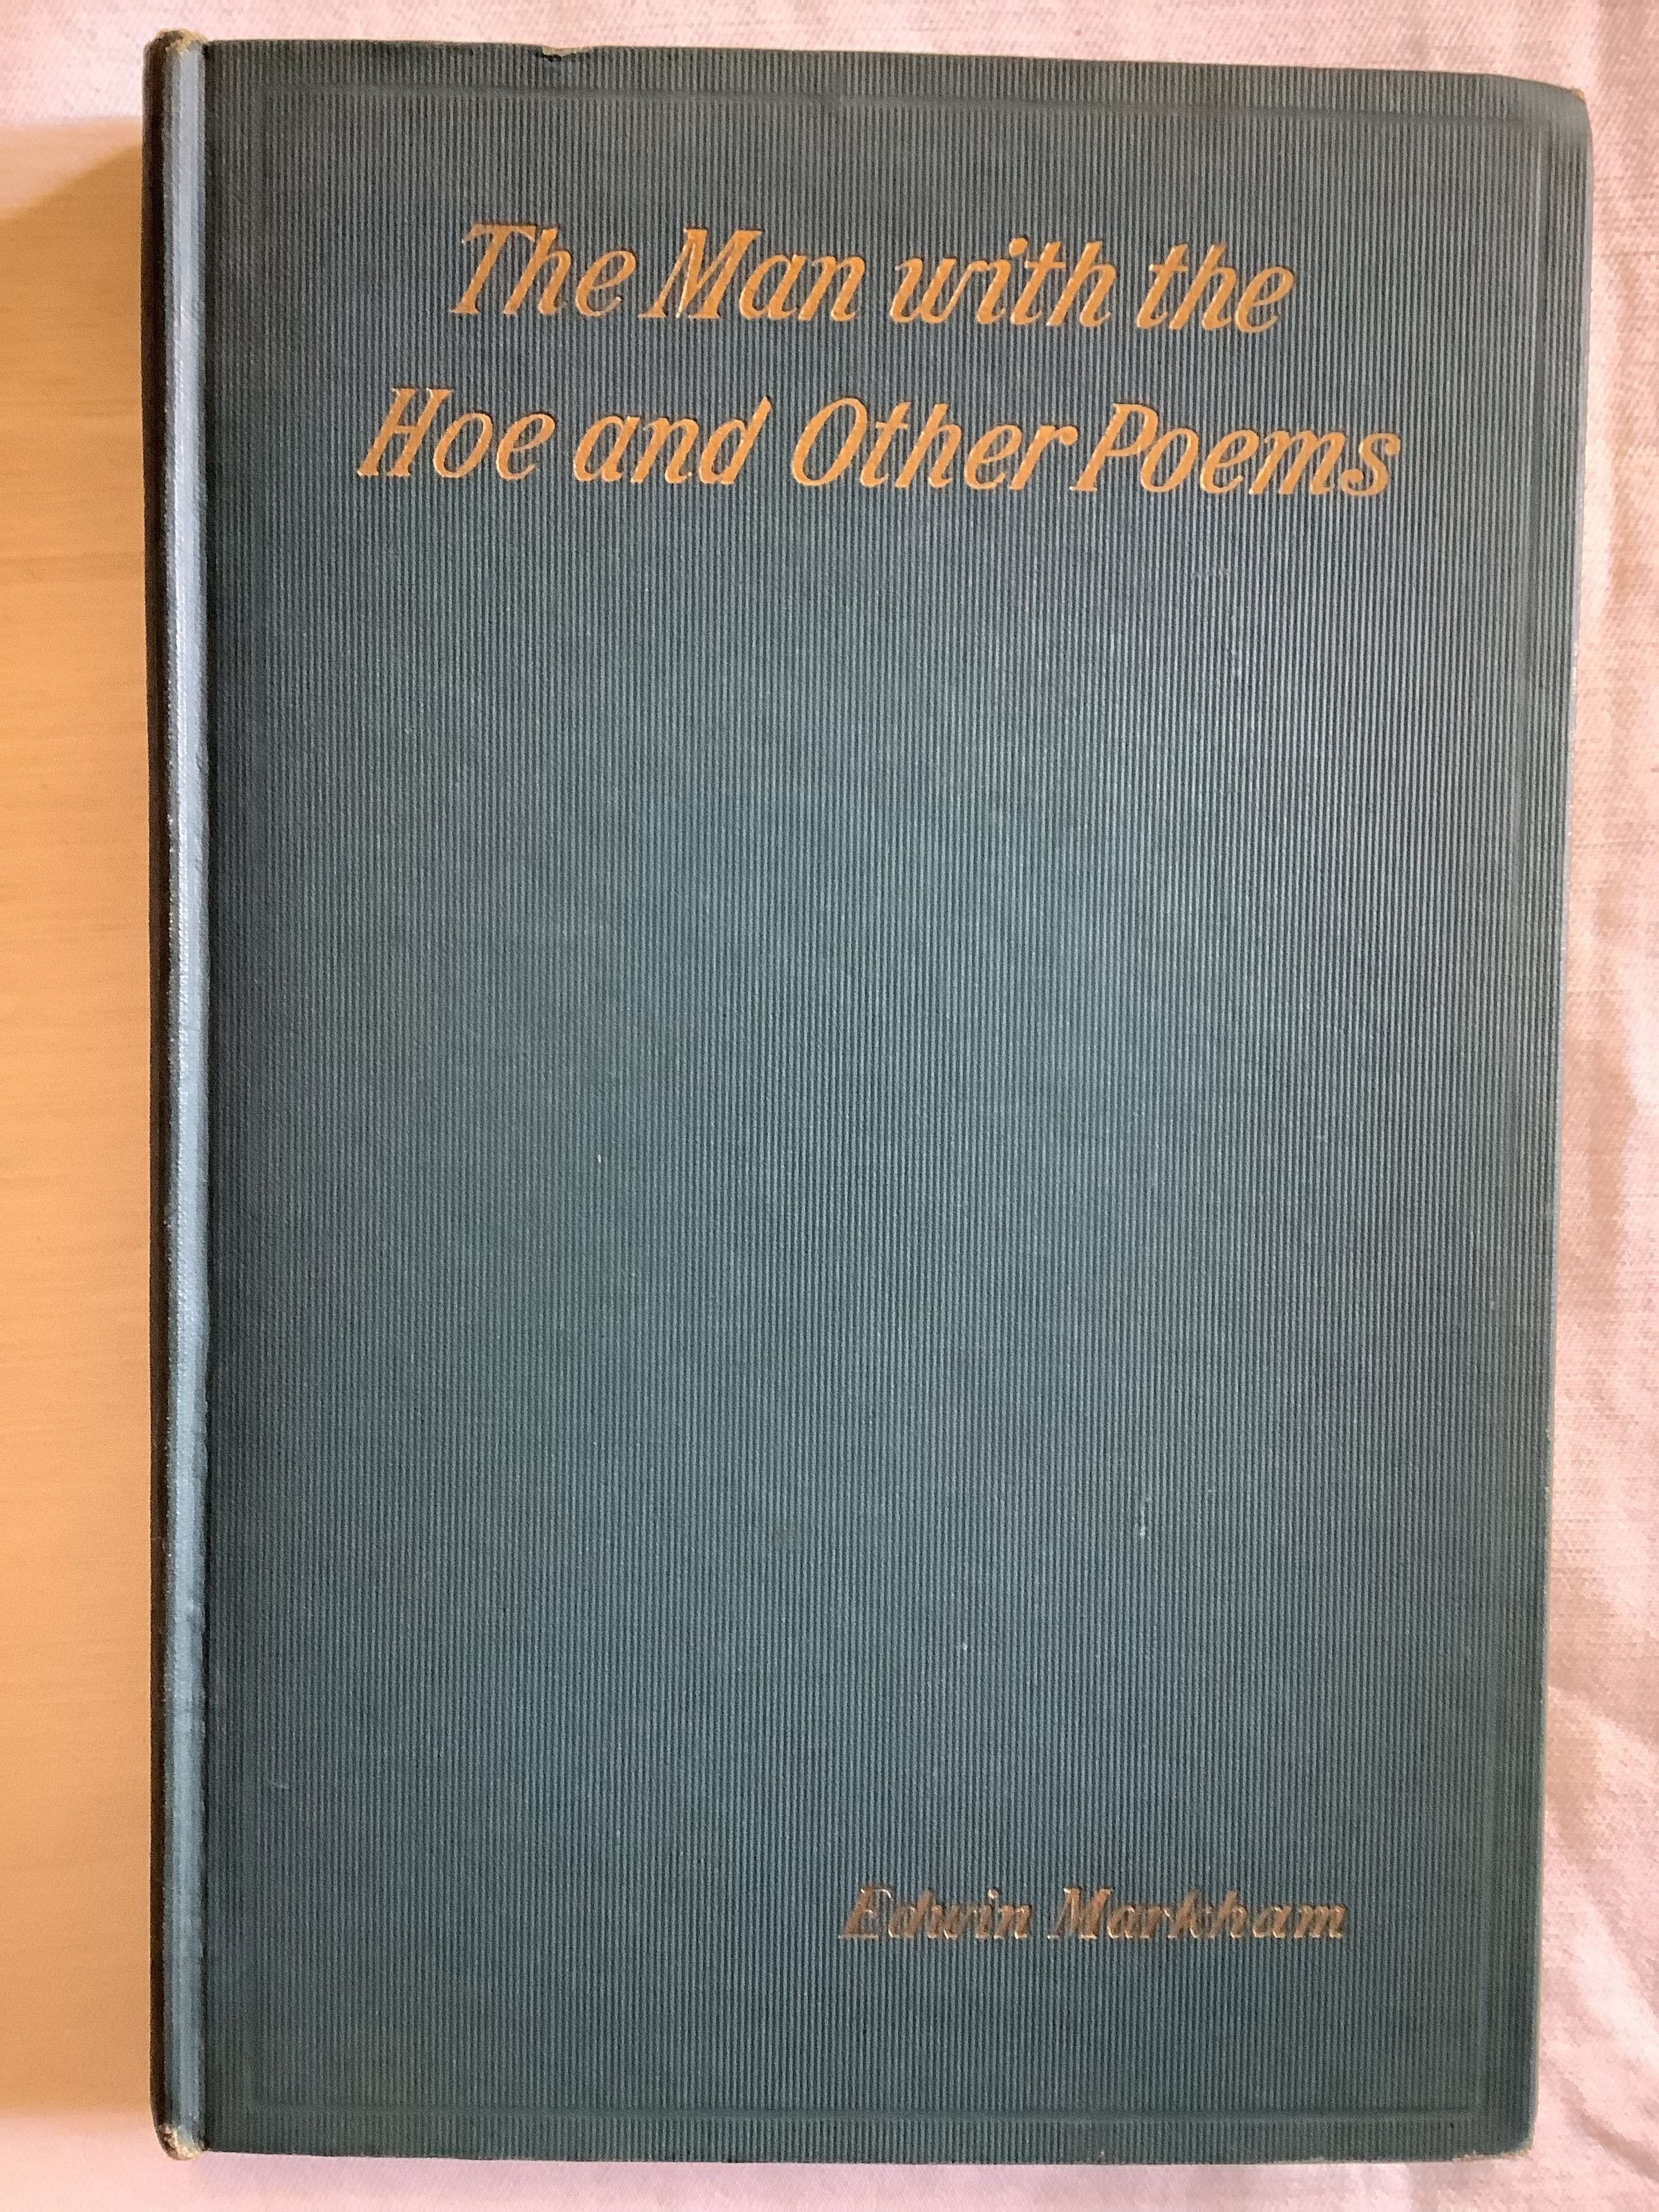 The Man with the
Hoe and Other Poems
Edwin Markham